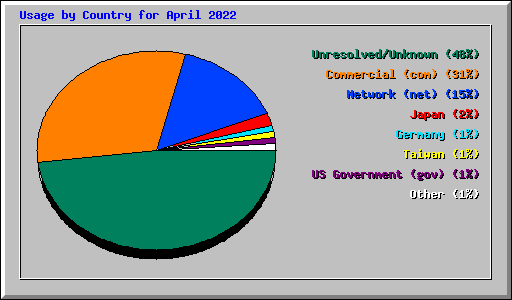 Usage by Country for April 2022
Unresolved/Unknown (48%)
Commercial (com) (31%)
Network (net) (15%)
Japan (2%)
Germany (1%)
Taiwan (1%)
US Government (gov) (1%)
Other (1%)